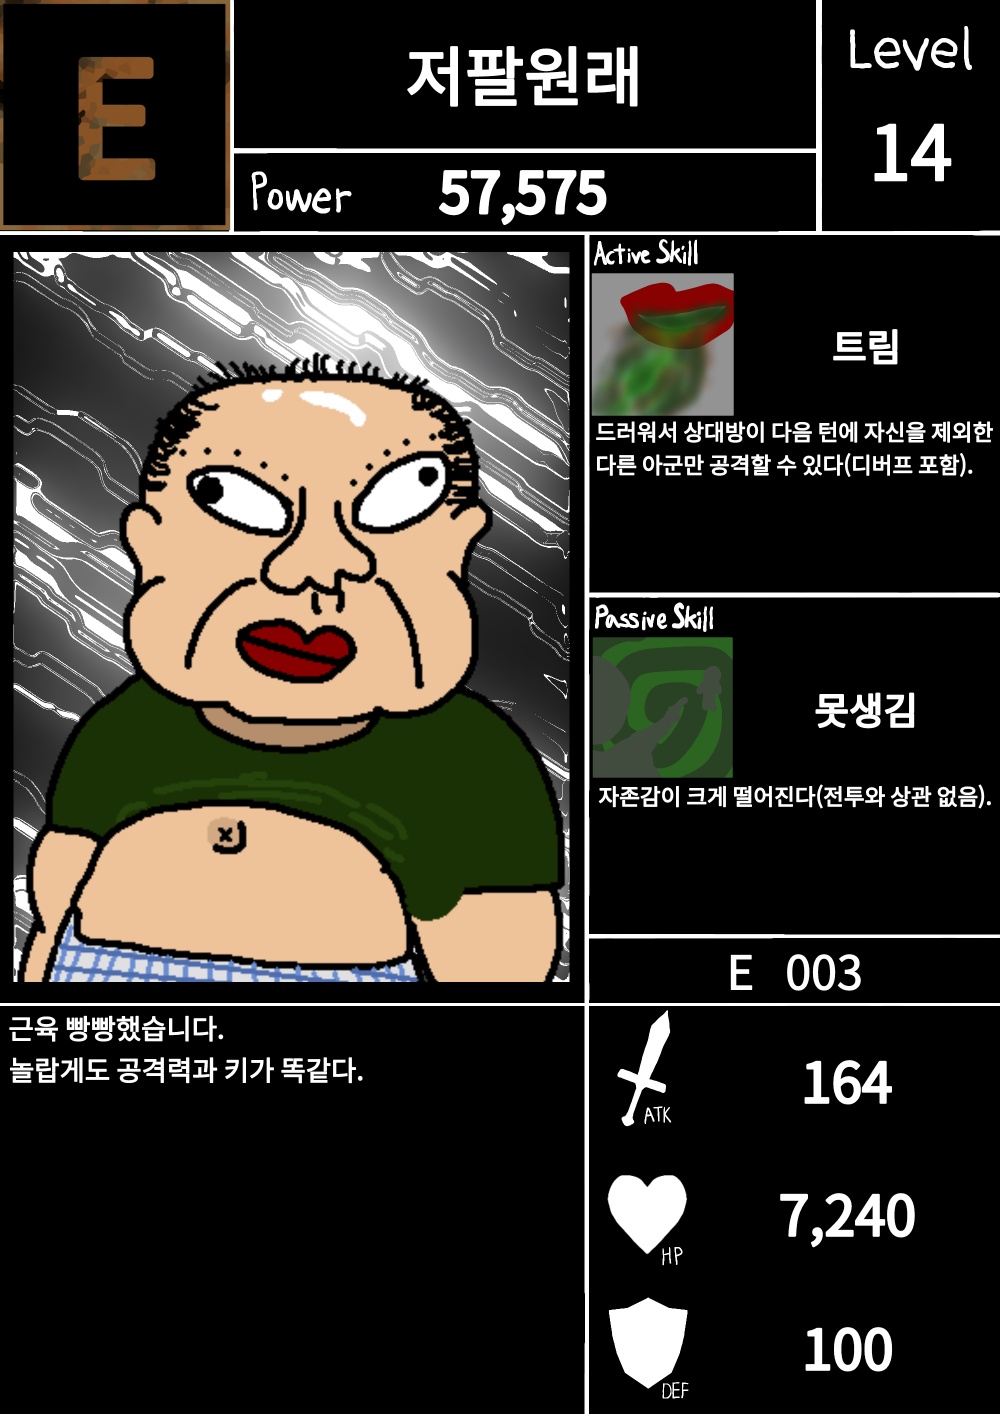 E
저팔원래
Level
14
Power 57,575
Active Skill
트림
드러워서 상대방이 다음 턴에 자신을 제외한
다른 아군만 공격할 수 있다(디버프 포함).
Passive Skill
못생김
자존감이 크게 떨어진다(전투와 상관 없음).
E 003
근육 빵빵했습니다.
놀랍게도 공격력과 키가 똑같다.
ATK 164
HP 7,240
DEF 100